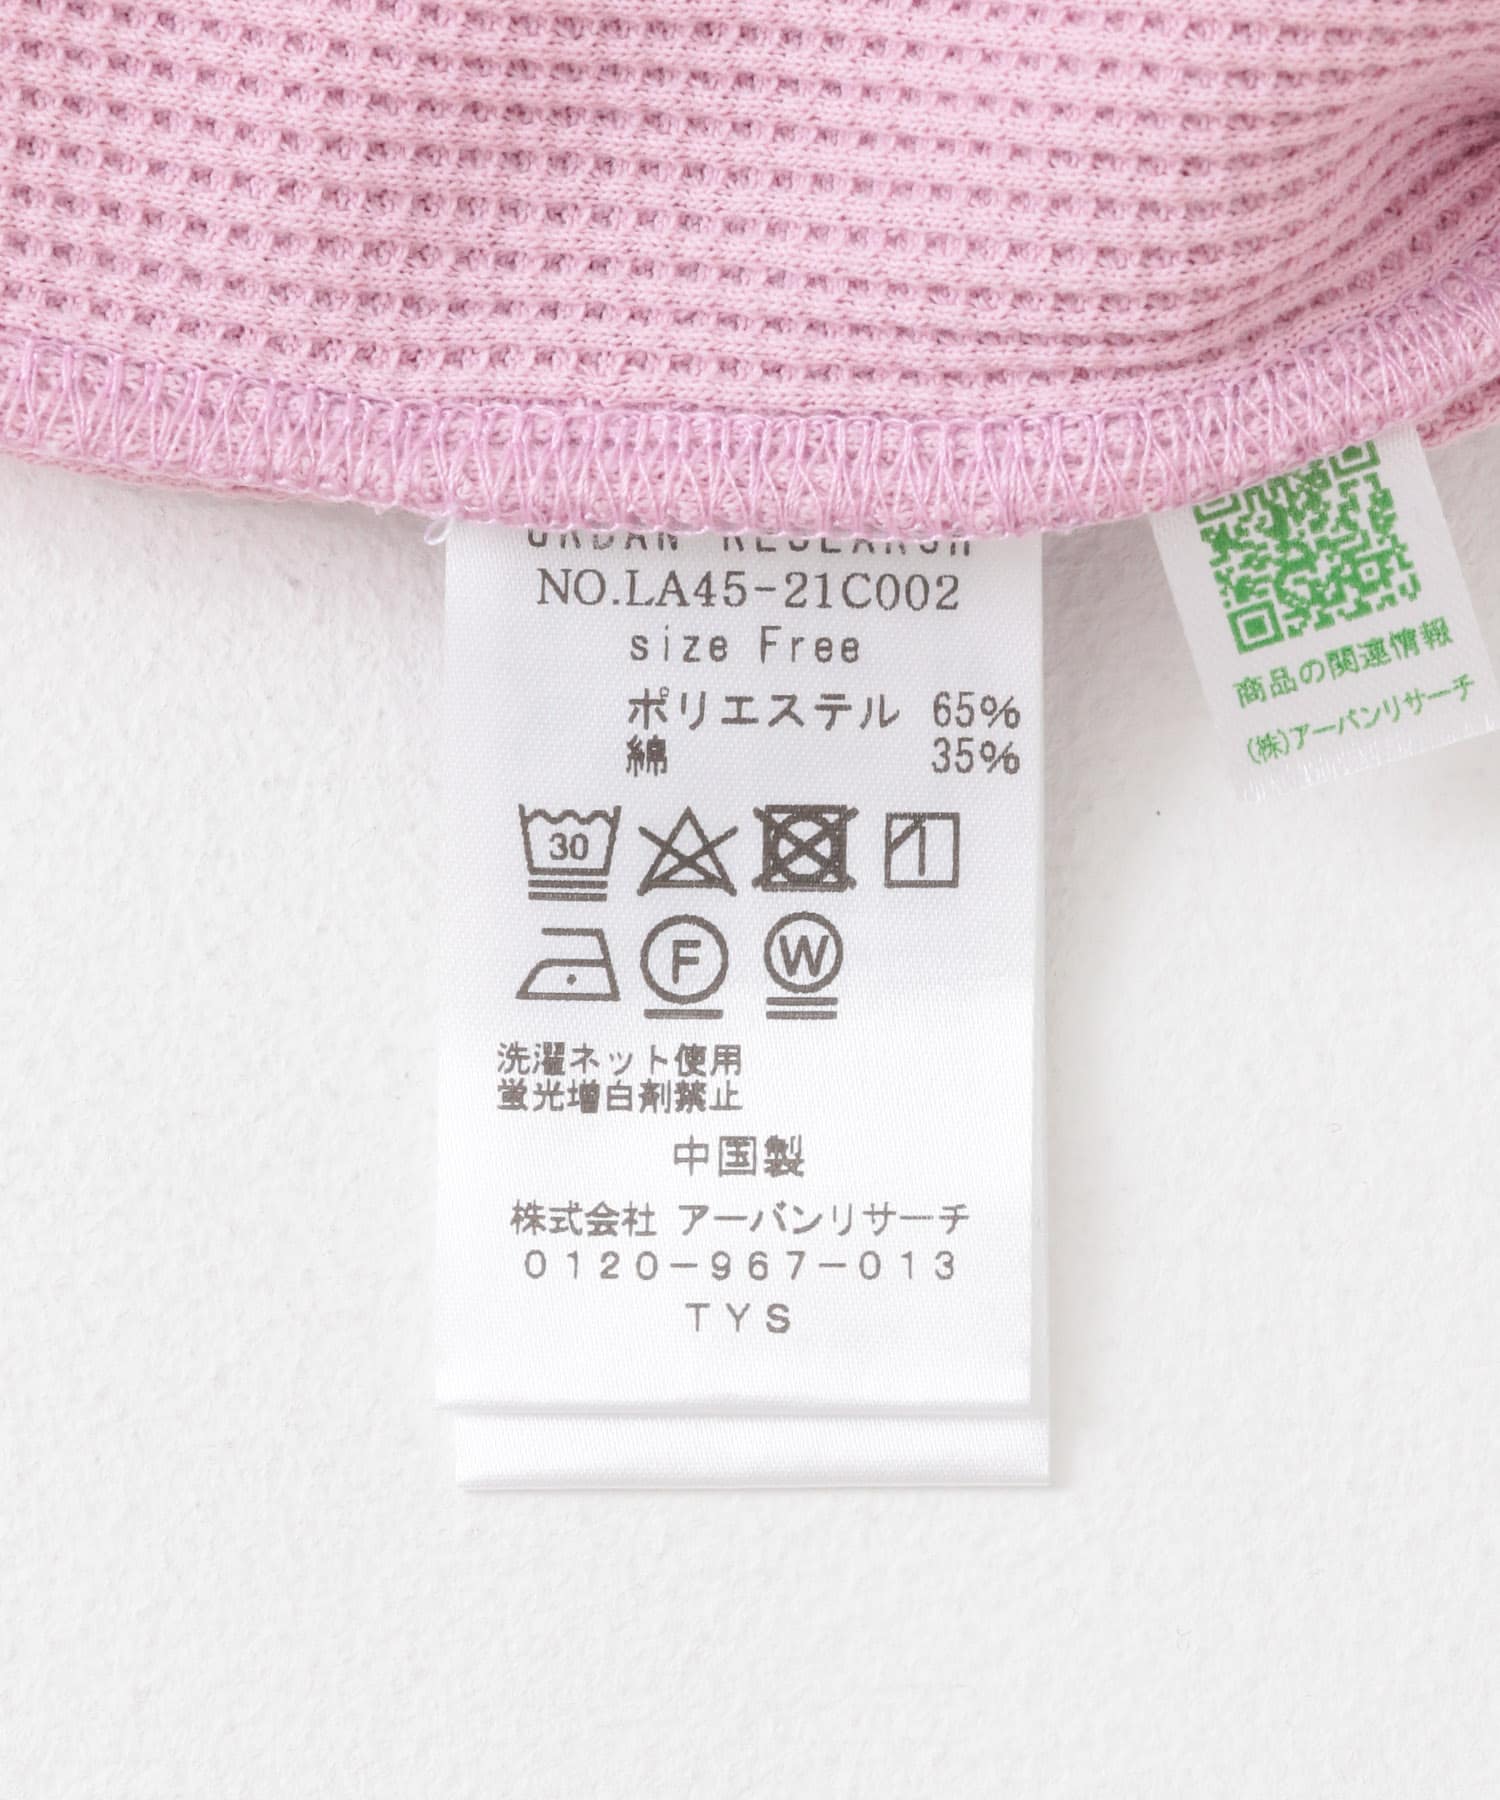 URBAN RESEARCH
NO.LA45-21C002
size Free
ポリエステル 65%
綿 35%
30
F
W
洗濯ネット使用
蛍光増白剤禁止
中国製
株式会社 アーバンリサーチ
0120-967-013
TYS
商品の関連情報
(株)アーバンリサーチ